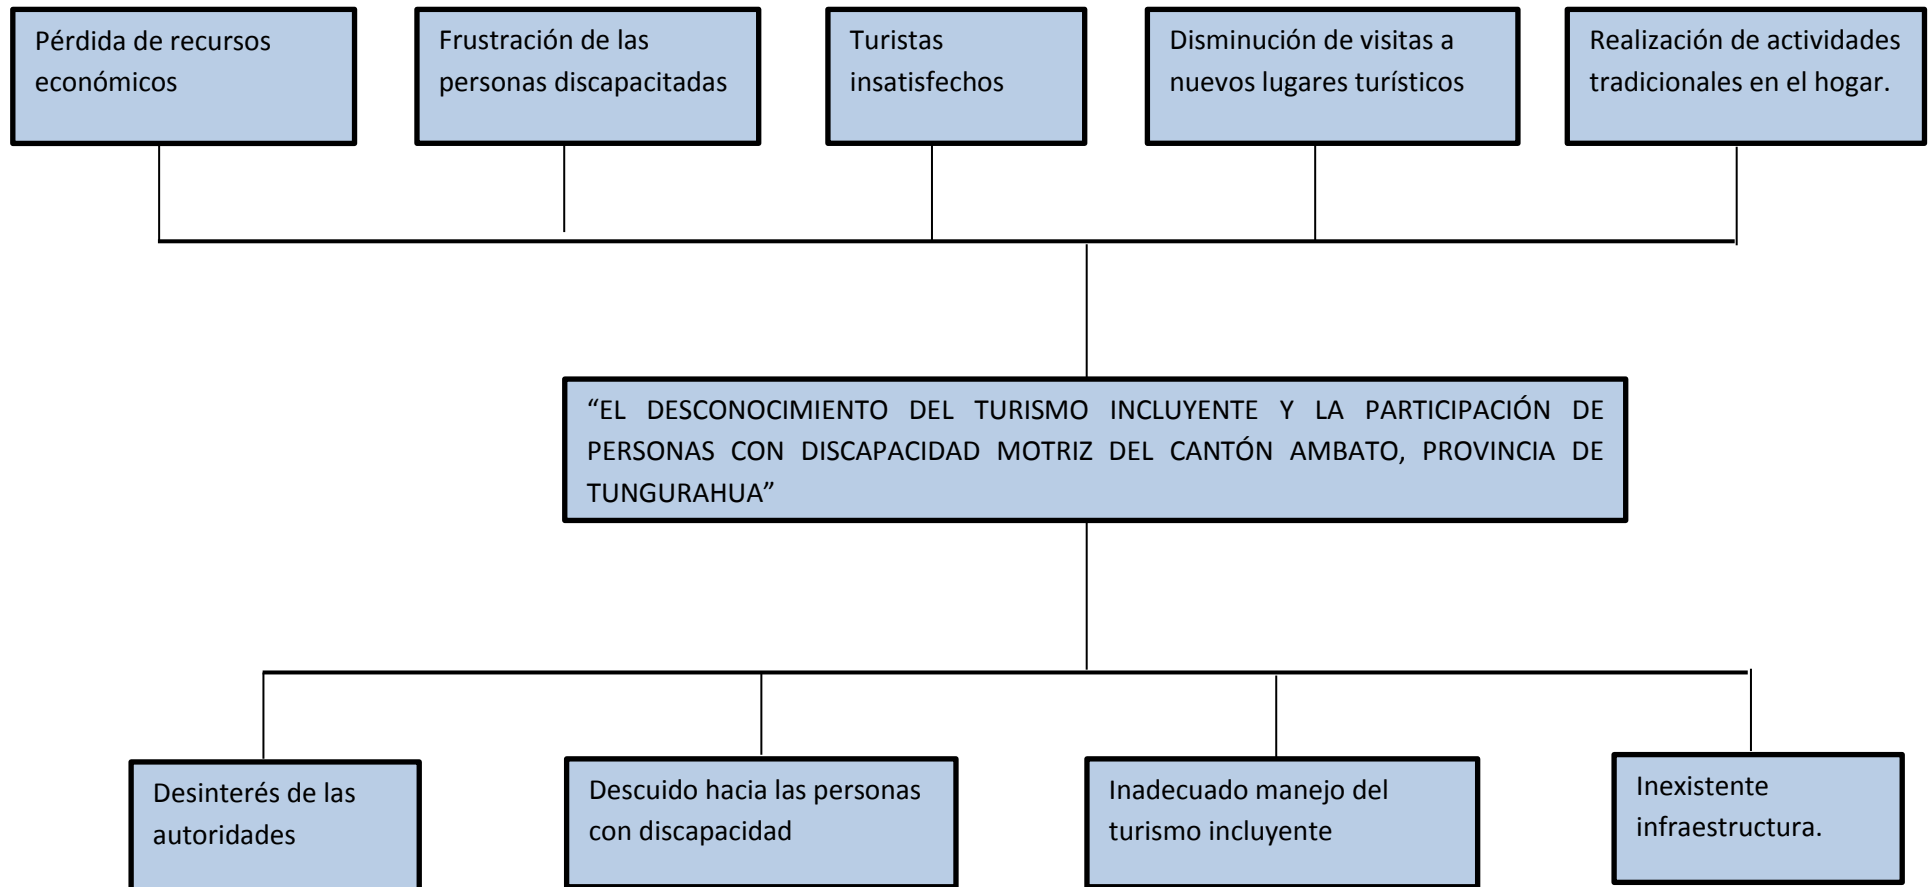 Pérdida de recursos
económicos
Frustración de las
personas discapacitadas
Turistas
insatisfechos
Disminución de visitas a
nuevos lugares turísticos
Realización de actividades
tradicionales en el hogar.
“EL DESCONOCIMIENTO DEL TURISMO INCLUYENTE Y LA PARTICIPACIÓN DE
PERSONAS CON DISCAPACIDAD MOTRIZ DEL CANTÓN AMBATO, PROVINCIA DE
TUNGURAHUA”
Desinterés de las
autoridades
Descuido hacia las personas
con discapacidad
Inadecuado manejo del
turismo incluyente
Inexistente
infraestructura.